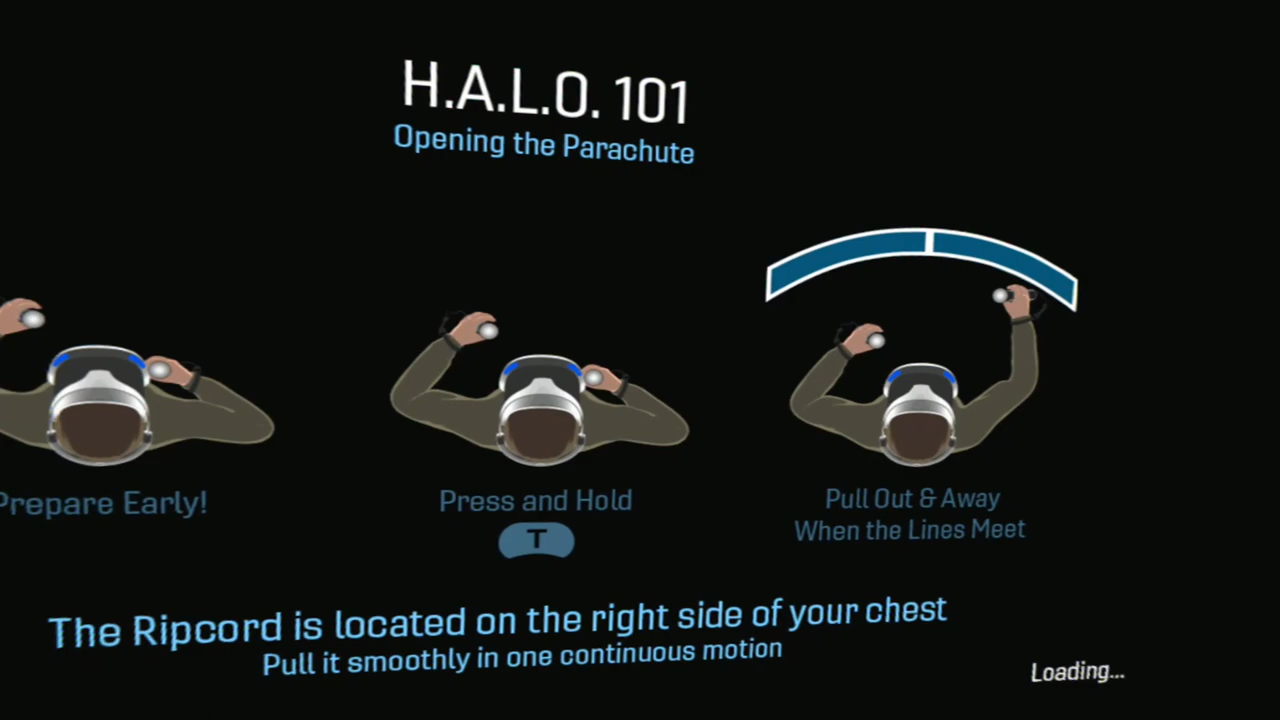 H.A.L.O. 101
Opening the Parachute
Prepare Early!
Press and Hold
T
Pull Out & Away
When the Lines Meet
The Ripcord is located on the right side of your chest
Pull it smoothly in one continuous motion
Loading...